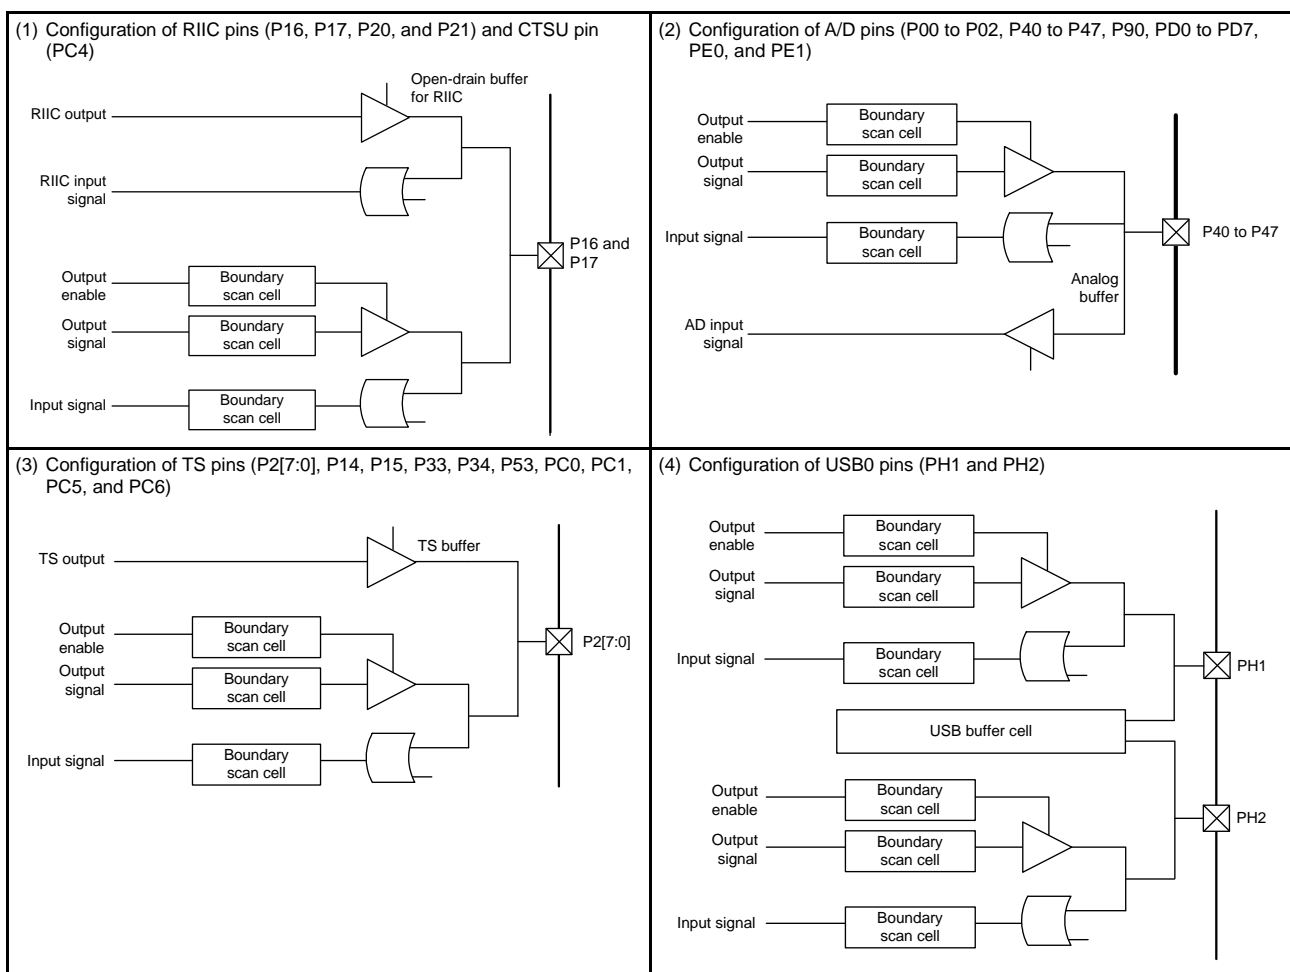 (1) Configuration of RIIC pins (P16, P17, P20, and P21) and CTSU pin
(PC4)
Open-drain buffer
for RIIC
RIIC output
RIIC input
signal
P16 and
P17
Output
enable
Boundary
scan cell
Output
signal
Boundary
scan cell
Input signal
Boundary
scan cell
(2) Configuration of A/D pins (P00 to P02, P40 to P47, P90, PD0 to PD7,
PE0, and PE1)
Output
enable
Boundary
scan cell
Output
signal
Boundary
scan cell
Input signal
Boundary
scan cell
P40 to P47
Analog
buffer
AD input
signal
(3) Configuration of TS pins (P2[7:0], P14, P15, P33, P34, P53, PC0, PC1,
PC5, and PC6)
TS buffer
TS output
Output
enable
Boundary
scan cell
P2[7:0]
Output
signal
Boundary
scan cell
Input signal
Boundary
scan cell
(4) Configuration of USB0 pins (PH1 and PH2)
Output
enable
Boundary
scan cell
Output
signal
Boundary
scan cell
Input signal
Boundary
scan cell
PH1
USB buffer cell
Output
enable
Boundary
scan cell
PH2
Output
signal
Boundary
scan cell
Input signal
Boundary
scan cell